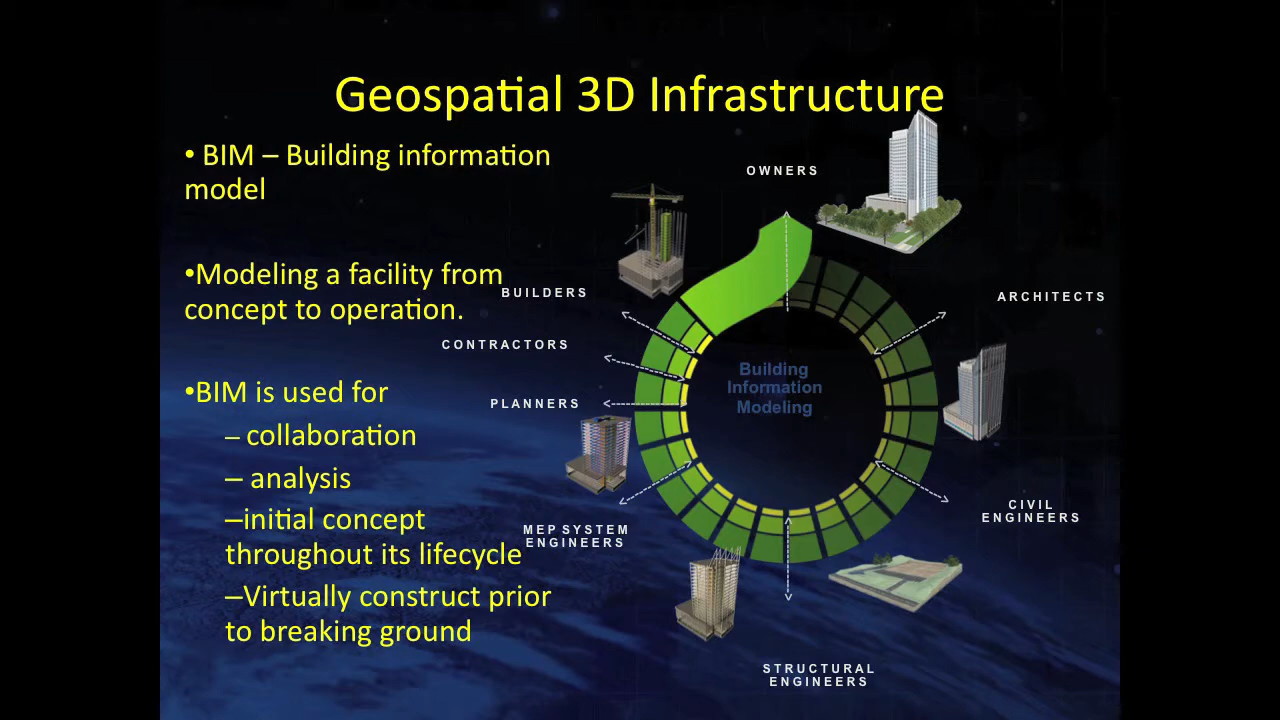 Geospatial 3D Infrastructure
• BIM – Building information
model
•Modeling a facility from
concept to operation.
•BIM is used for
– collaboration
– analysis
–initial concept
throughout its lifecycle
–Virtually construct prior
to breaking ground
OWNERS
ARCHITECTS
CIVIL
ENGINEERS
STRUCTURAL
ENGINEERS
MEP SYSTEM
ENGINEERS
PLANNERS
CONTRACTORS
BUILDERS
Building
Information
Modeling